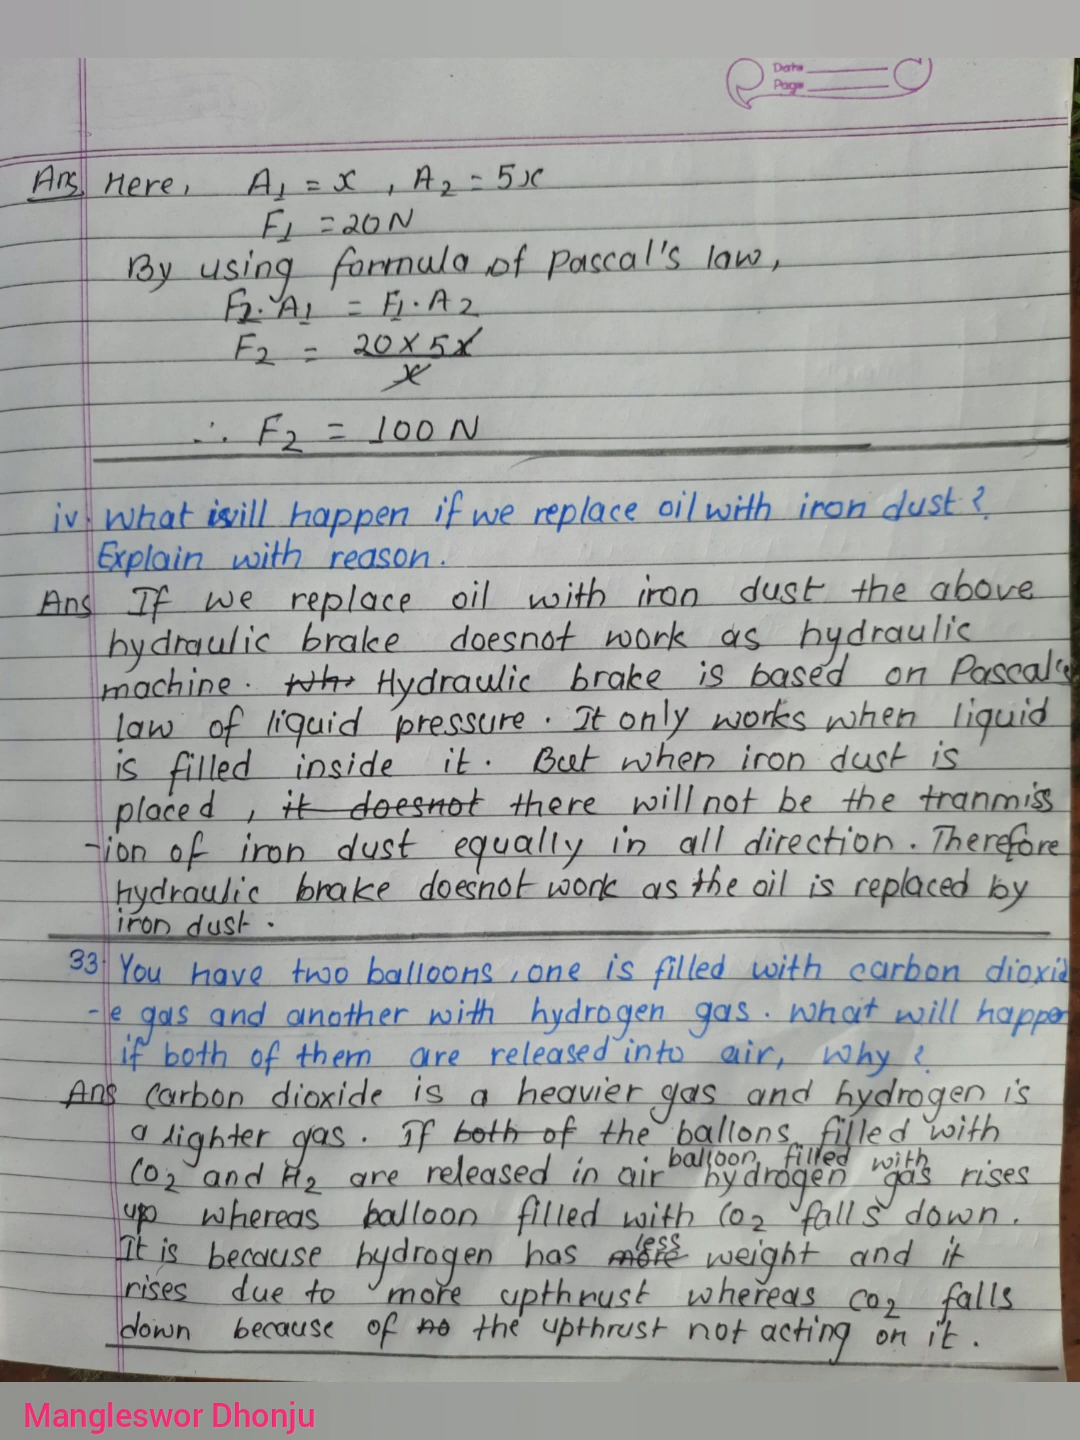 Date
Page
Ans Here, A1 = x , A2 = 5x
F1 = 20N
By using formula of Pascal's law,
F2. A1 = F1. A2
F2 = 20 x 5x
x
∴ F2 = 100 N
iv. What will happen if we replace oil with iron dust?
Explain with reason.
Ans If we replace oil with iron dust the above
hydraulic brake doesnot work as hydraulic
machine. Hydraulic brake is based on Pascal's
law of liquid pressure. It only works when liquid
is filled inside it. But when iron dust is
placed, it doesnot there will not be the tranmiss
-ion of iron dust equally in all direction. Therefore
hydraulic brake doesnot work as the oil is replaced by
iron dust.
33. You have two balloons, one is filled with carbon dioxid
-e gas and another with hydrogen gas. What will happen
if both of them are released into air, why?
Ans Carbon dioxide is a heavier gas and hydrogen is
a lighter gas. If both of the ballons filled with
balloon filled with
CO2 and H2 are released in air hydrogen gas rises
up whereas balloon filled with CO2 falls down.
less
It is because hydrogen has more weight and it
rises due to more upthrust whereas CO2 falls
down because of no the upthrust not acting on it.
Mangleswor Dhonju